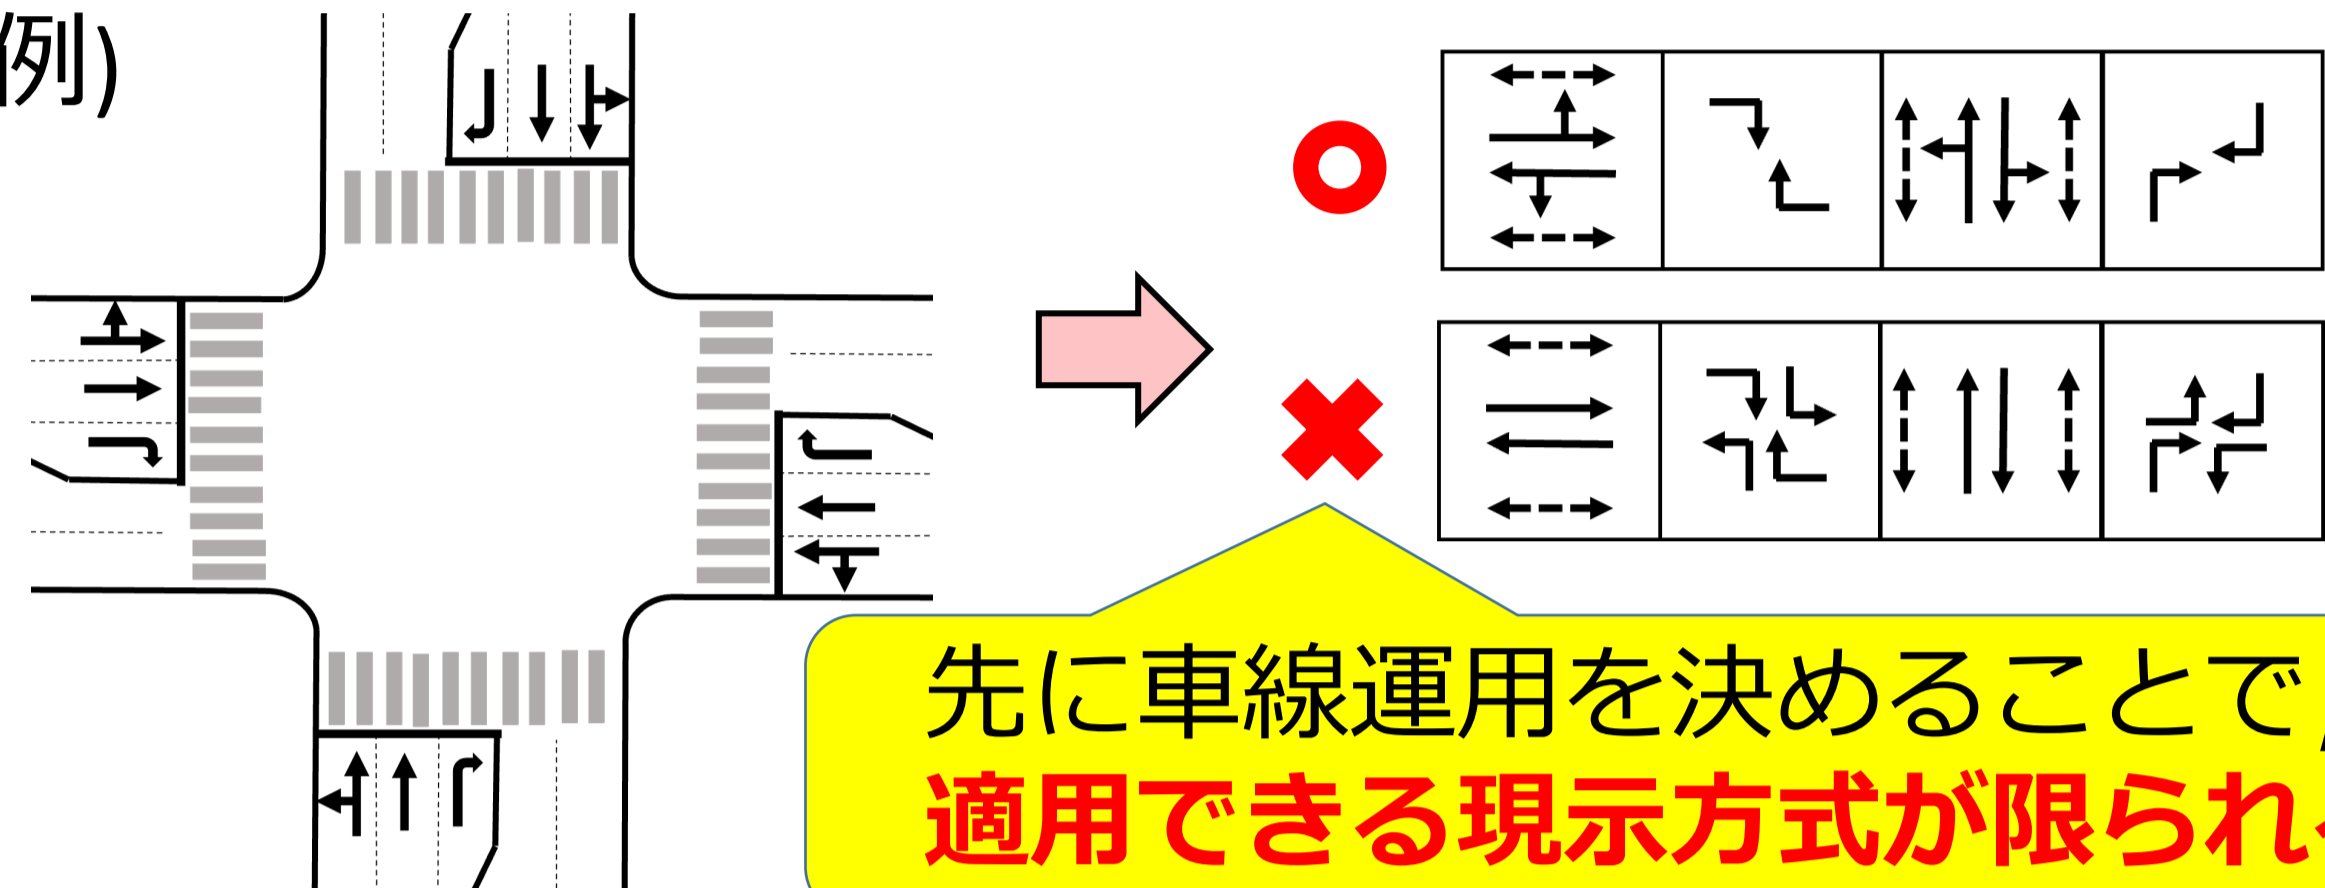 例)
先に車線運用を決めることで,
適用できる現示方式が限られ